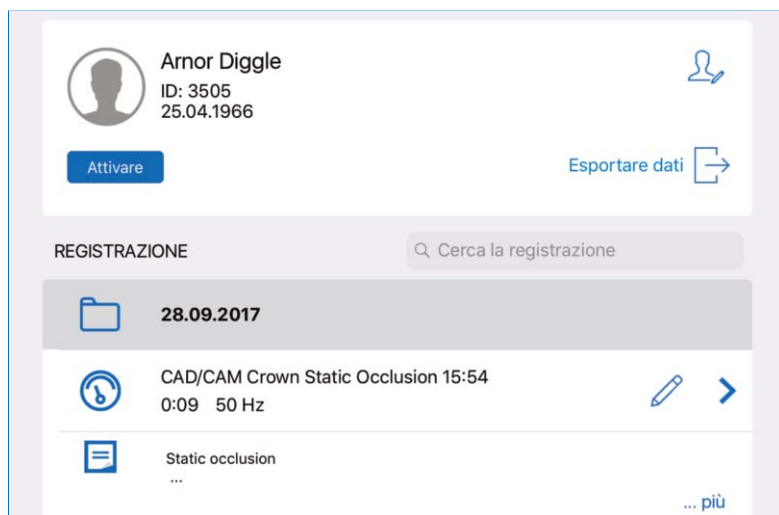 Arnor Diggle
ID: 3505
25.04.1966
Attivare
Esportare dati
REGISTRAZIONE
Cerca la registrazione
28.09.2017
CAD/CAM Crown Static Occlusion 15:54
0:09 50 Hz
Static occlusion
...
... più